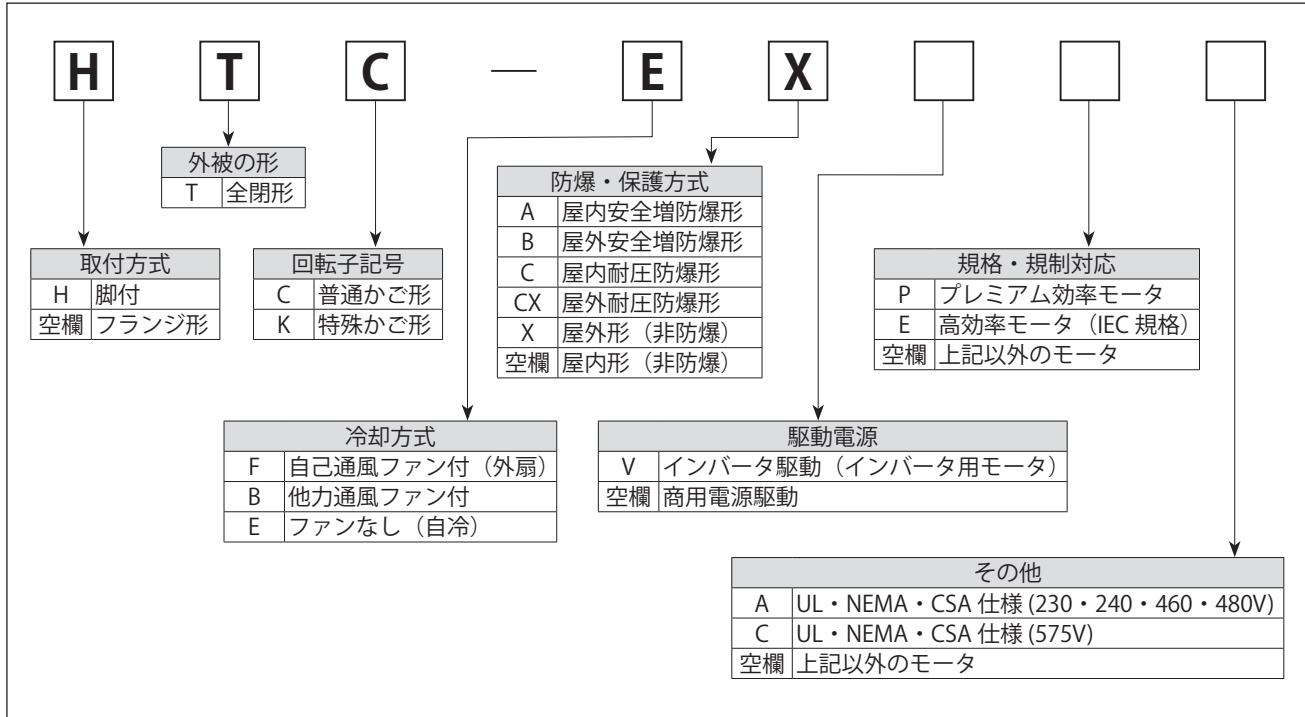 H T C — E X
外被の形
T 全閉形
取付方式
H 脚付
空欄 フランジ形
回転子記号
C 普通かご形
K 特殊かご形
防爆・保護方式
A 屋内安全増防爆形
B 屋外安全増防爆形
C 屋内耐圧防爆形
CX 屋外耐圧防爆形
X 屋外形（非防爆）
空欄 屋内形（非防爆）
規格・規制対応
P プレミアム効率モータ
E 高効率モータ（IEC 規格）
空欄 上記以外のモータ
冷却方式
F 自己通風ファン付（外扇）
B 他力通風ファン付
E ファンなし（自冷）
駆動電源
V インバータ駆動（インバータ用モータ）
空欄 商用電源駆動
その他
A UL・NEMA・CSA 仕様 (230・240・460・480V)
C UL・NEMA・CSA 仕様 (575V)
空欄 上記以外のモータ